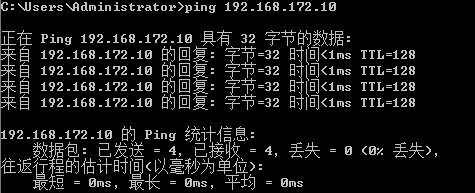 C:\Users\Administrator>ping 192.168.172.10
正在 Ping 192.168.172.10 具有 32 字节的数据:
来自 192.168.172.10 的回复: 字节=32 时间<1ms TTL=128
来自 192.168.172.10 的回复: 字节=32 时间<1ms TTL=128
来自 192.168.172.10 的回复: 字节=32 时间<1ms TTL=128
来自 192.168.172.10 的回复: 字节=32 时间<1ms TTL=128
192.168.172.10 的 Ping 统计信息:
数据包: 已发送 = 4，已接收 = 4，丢失 = 0 (0% 丢失)，
往返行程的估计时间(以毫秒为单位):
最短 = 0ms，最长 = 0ms，平均 = 0ms